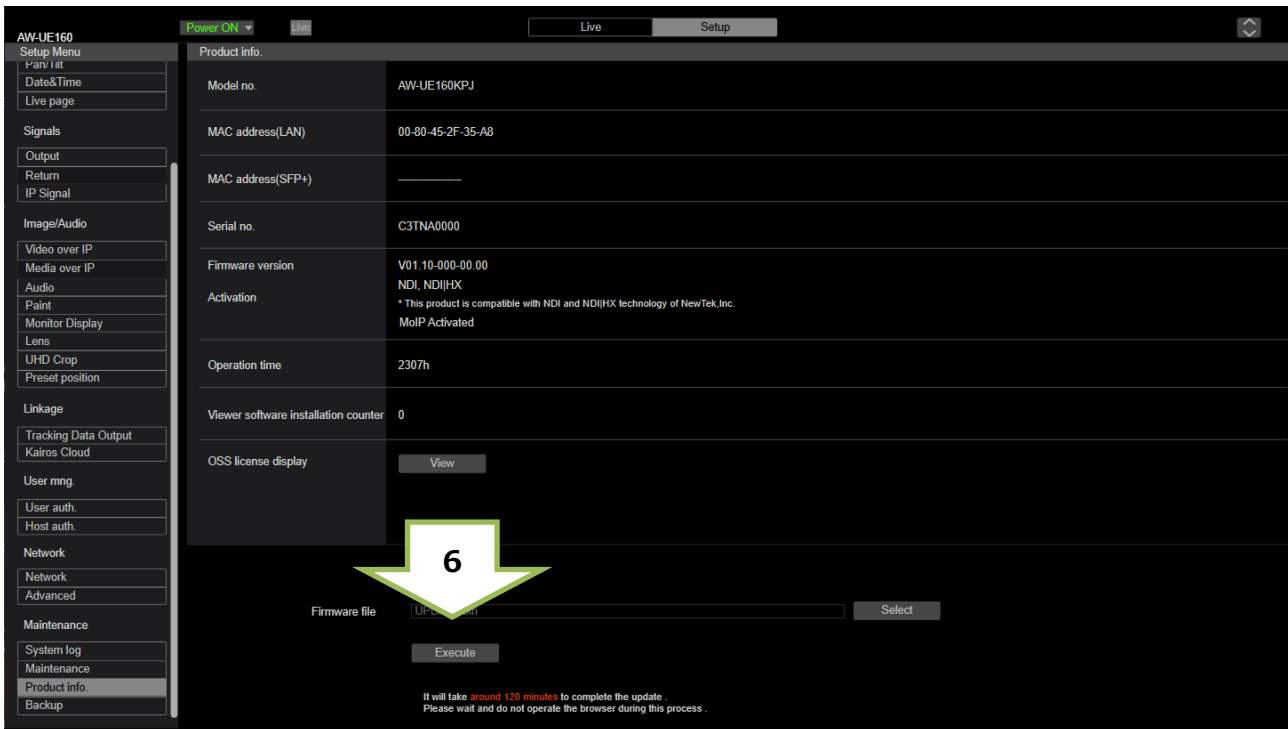 AW-UE160
Power ON
Live
Live
Setup
Setup Menu
Product info.
Pan/Tilt
Date&Time
Live page
Signals
Output
Return
IP Signal
Image/Audio
Video over IP
Media over IP
Audio
Paint
Monitor Display
Lens
UHD Crop
Preset position
Linkage
Tracking Data Output
Kairos Cloud
User mng.
User auth.
Host auth.
Network
Network
Advanced
Maintenance
System log
Maintenance
Product info.
Backup
Model no. AW-UE160KPJ
MAC address(LAN) 00-80-45-2F-35-A8
MAC address(SFP+) -----------------
Serial no. C3TNA0000
Firmware version V01.10-000-00.00
NDI, NDI|HX
Activation
* This product is compatible with NDI and NDI|HX technology of NewTek,Inc.
MoIP Activated
Operation time 2307h
Viewer software installation counter 0
OSS license display View
6
Firmware file
Select
Execute
It will take around 120 minutes to complete the update .
Please wait and do not operate the browser during this process .